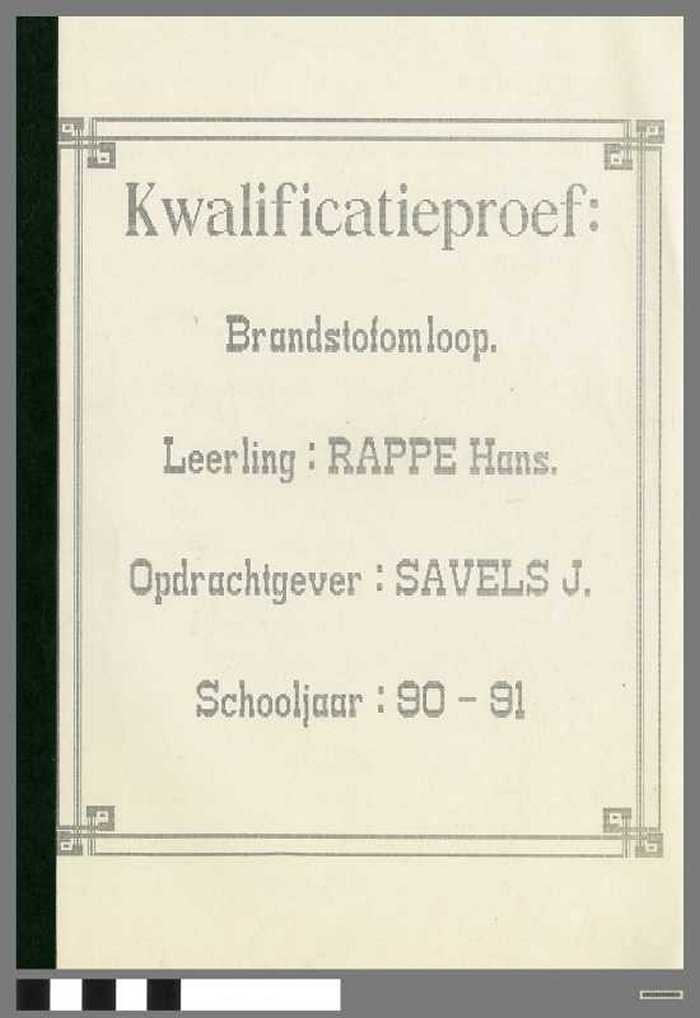 Kwalificatieproef:
Brandstofomloop.
Leerling : RAPPE Hans.
Opdrachtgever : SAVELS J.
Schooljaar : 90 - 91